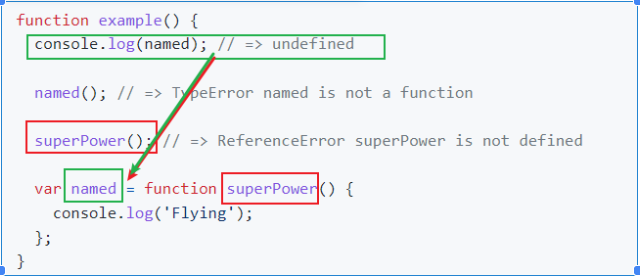 function example() {
console.log(named); // => undefined
named(); // => TypeError named is not a function
superPower(); // => ReferenceError superPower is not defined
var named = function superPower() {
console.log('Flying');
};
}